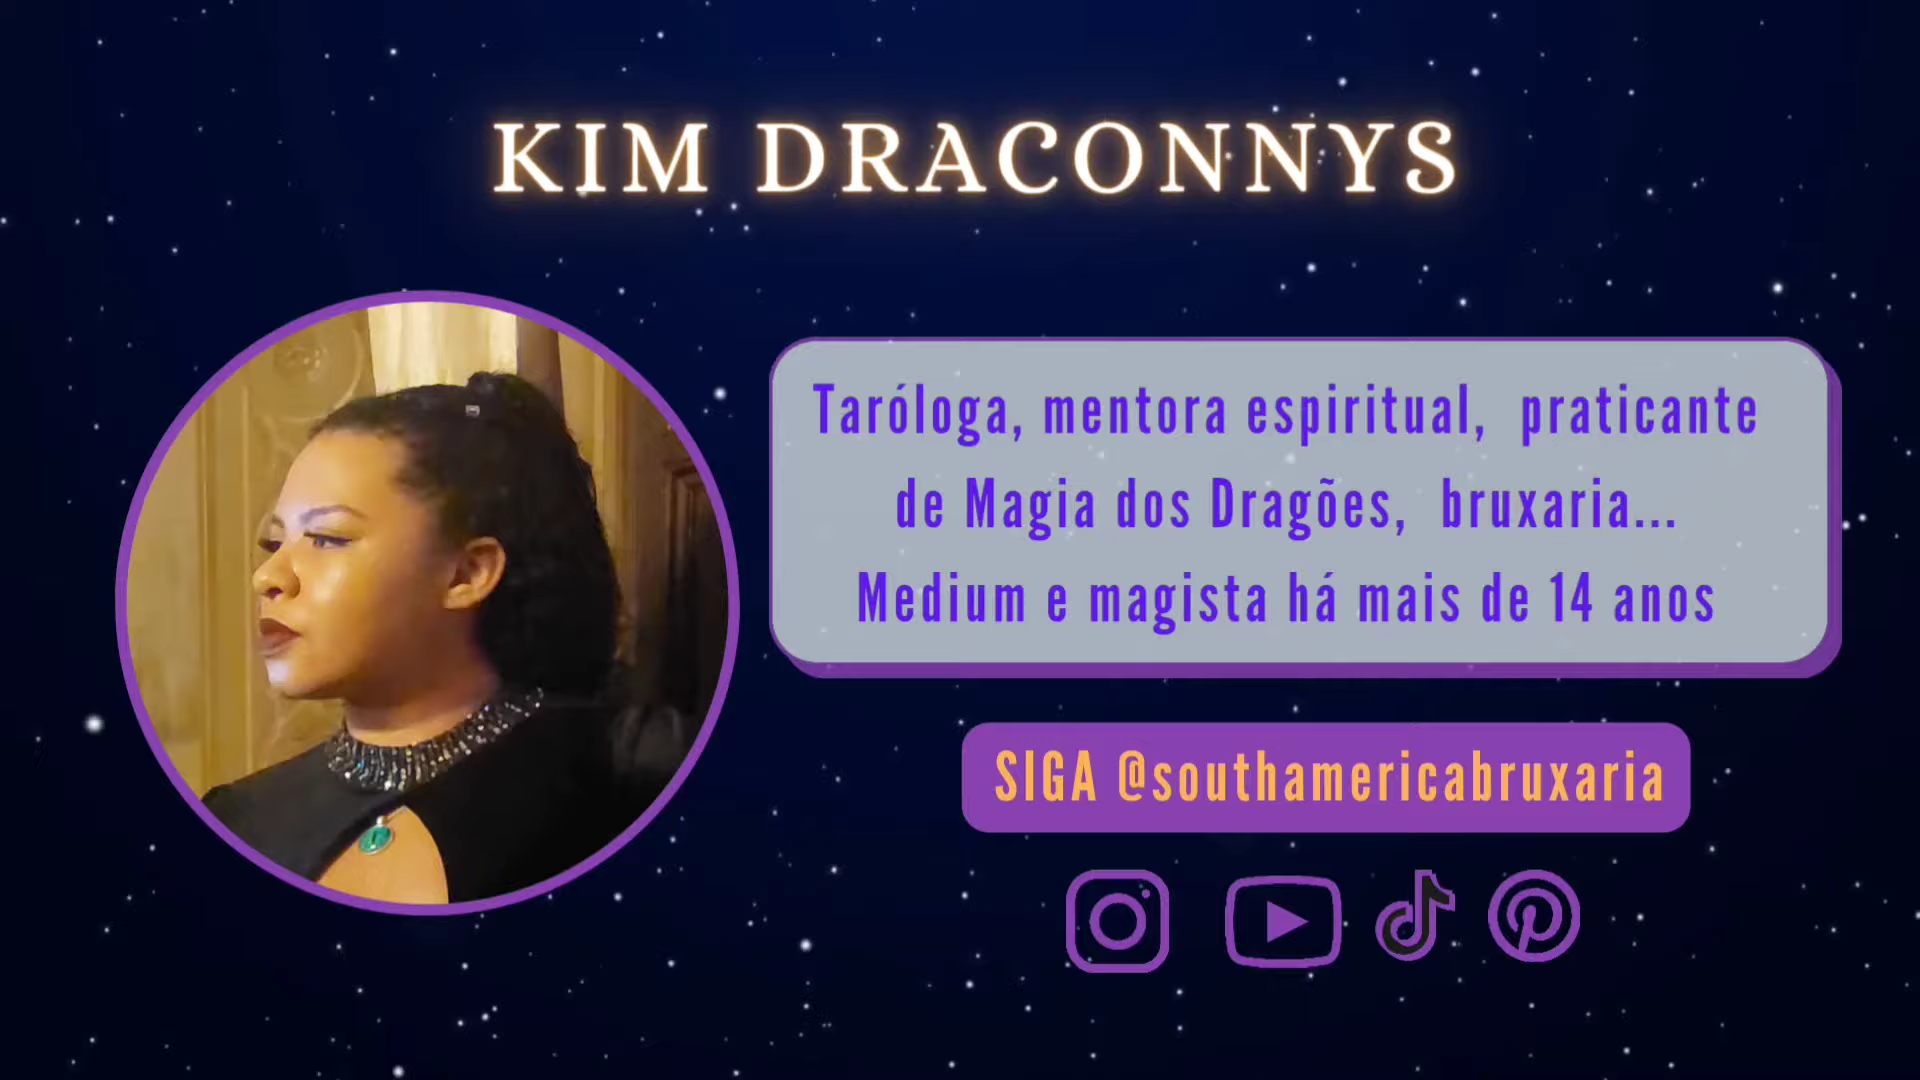 KIM DRACONNYS
Taróloga, mentora espiritual, praticante
de Magia dos Dragões, bruxaria...
Medium e magista há mais de 14 anos
SIGA @southamericabruxaria